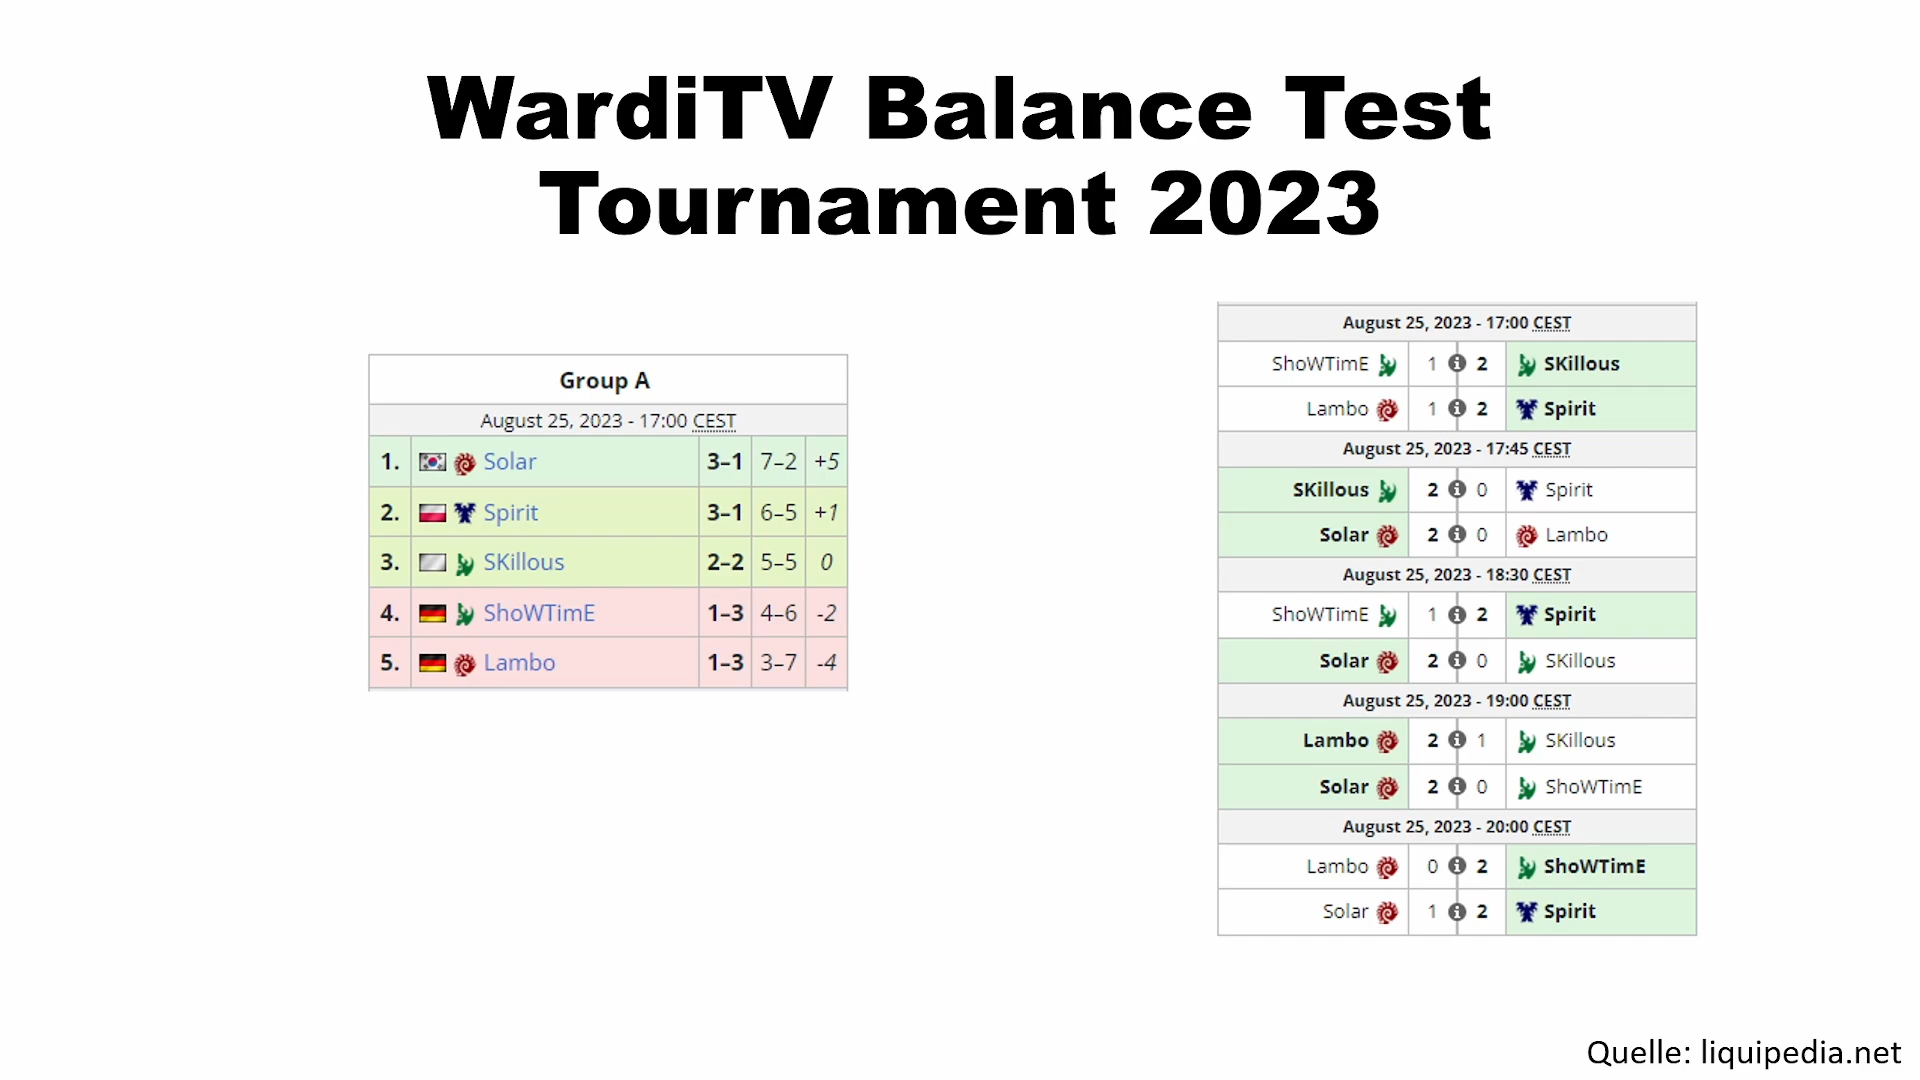 WardiTV Balance Test
Tournament 2023
Group A
August 25, 2023 - 17:00 CEST
1. Solar 3–1 7–2 +5
2. Spirit 3–1 6–5 +1
3. SKillous 2–2 5–5 0
4. ShoWTimE 1–3 4–6 -2
5. Lambo 1–3 3–7 -4
August 25, 2023 - 17:00 CEST
ShoWTimE 1 2 SKillous
Lambo 1 2 Spirit
August 25, 2023 - 17:45 CEST
SKillous 2 0 Spirit
Solar 2 0 Lambo
August 25, 2023 - 18:30 CEST
ShoWTimE 1 2 Spirit
Solar 2 0 SKillous
August 25, 2023 - 19:00 CEST
Lambo 2 1 SKillous
Solar 2 0 ShoWTimE
August 25, 2023 - 20:00 CEST
Lambo 0 2 ShoWTimE
Solar 1 2 Spirit
Quelle: liquipedia.net